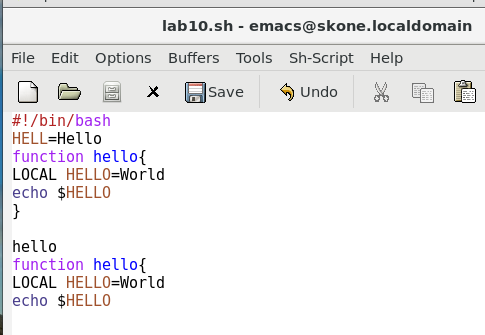 lab10.sh - emacs@skone.localdomain
File Edit Options Buffers Tools Sh-Script Help
Save Undo
#!/bin/bash
HELL=Hello
function hello{
LOCAL HELLO=World
echo $HELLO
}
hello
function hello{
LOCAL HELLO=World
echo $HELLO